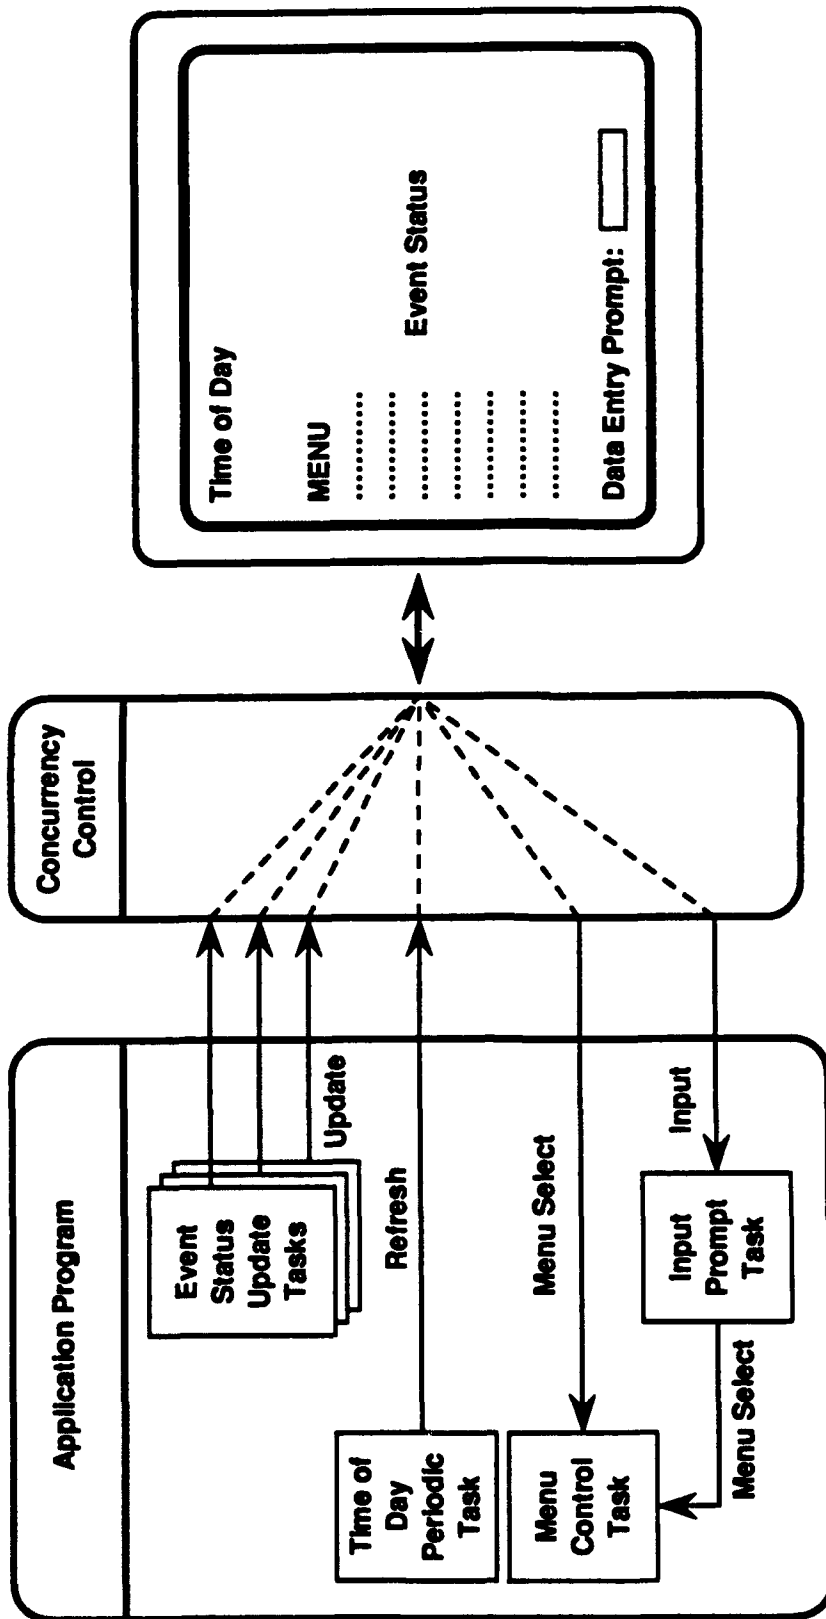 Application Program
Event
Status
Update
Tasks
Update
Time of
Day
Periodic
Task
Refresh
Menu
Control
Task
Menu Select
Input
Prompt
Task
Input
Menu Select
Concurrency
Control
Time of Day
MENU
Event Status
Data Entry Prompt: